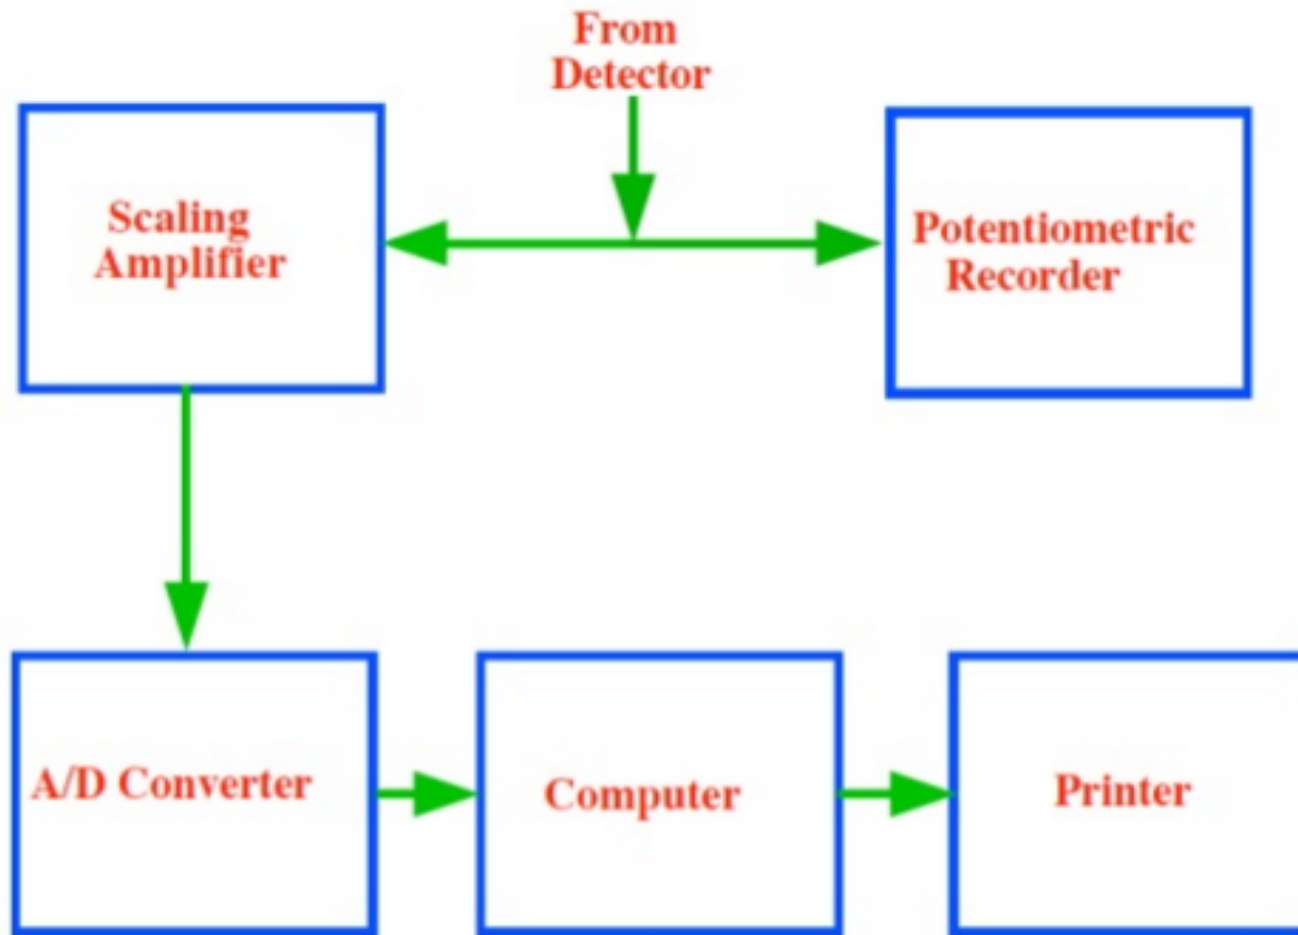 From
Detector
Scaling
Amplifier
Potentiometric
Recorder
A/D Converter
Computer
Printer